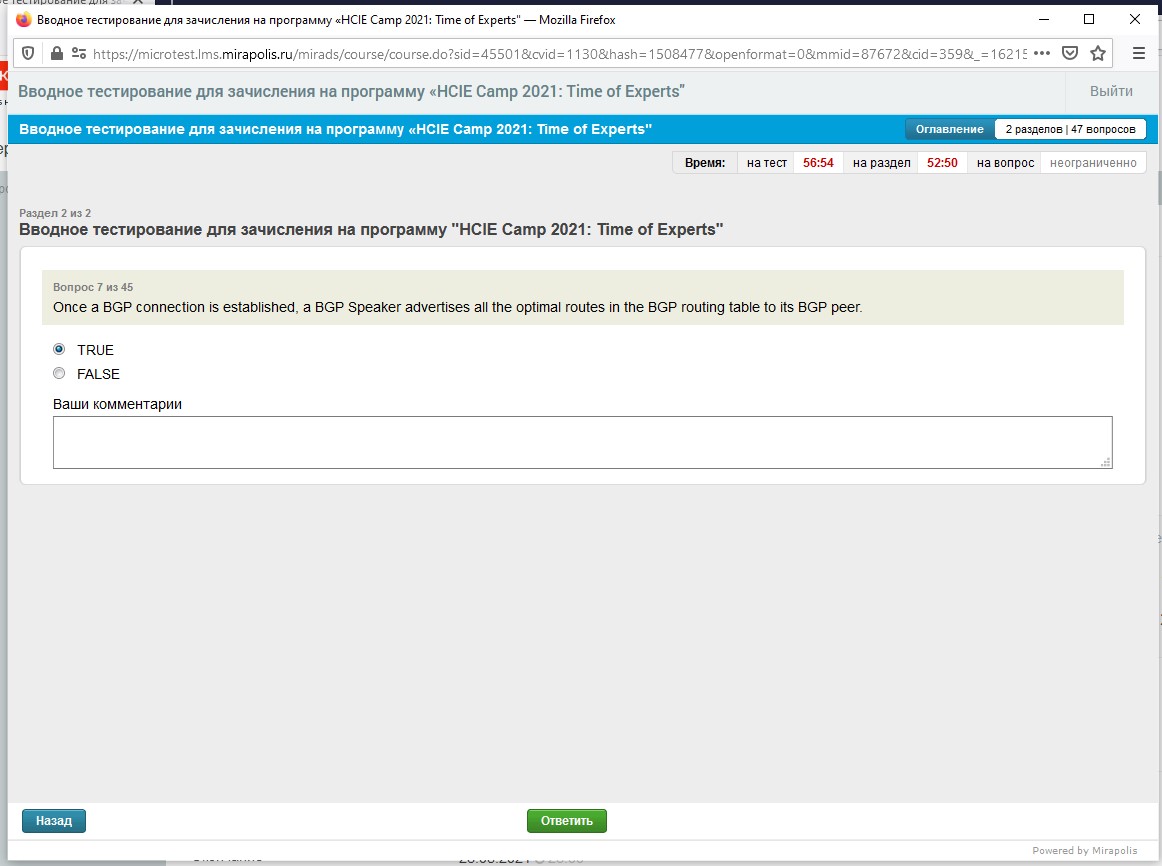 Вводное тестирование для зачисления на программу «HCIE Camp 2021: Time of Experts" — Mozilla Firefox
https://microtest.lms.mirapolis.ru/mirads/course/course.do?sid=45501&cvid=1130&hash=1508477&openformat=0&mmid=87672&cid=359&_=16215
Вводное тестирование для зачисления на программу «HCIE Camp 2021: Time of Experts"
Выйти
Вводное тестирование для зачисления на программу «HCIE Camp 2021: Time of Experts"
Оглавление 2 разделов | 47 вопросов
Время: на тест 56:54 на раздел 52:50 на вопрос неограниченно
Раздел 2 из 2
Вводное тестирование для зачисления на программу "HCIE Camp 2021: Time of Experts"
Вопрос 7 из 45
Once a BGP connection is established, a BGP Speaker advertises all the optimal routes in the BGP routing table to its BGP peer.
TRUE
FALSE
Ваши комментарии
Назад
Ответить
Powered by Mirapolis